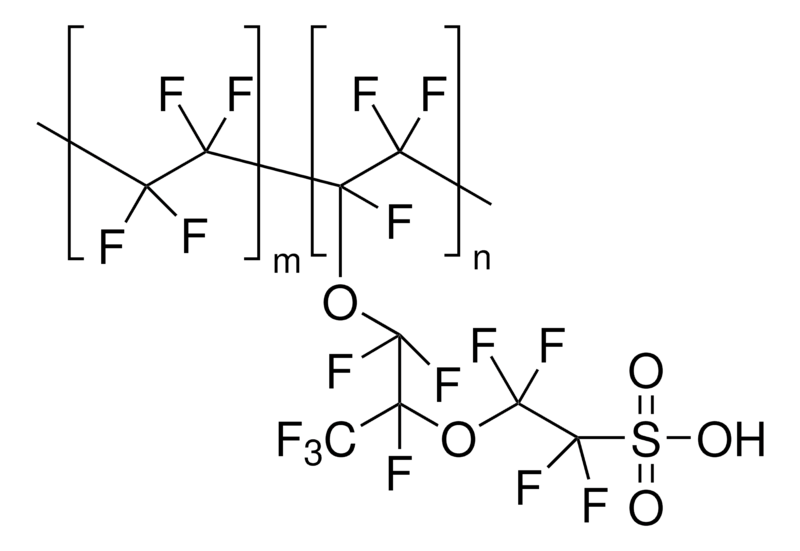 F F F F
F F F
m n
O
F F F F O
F₃C F O S OH
F F O